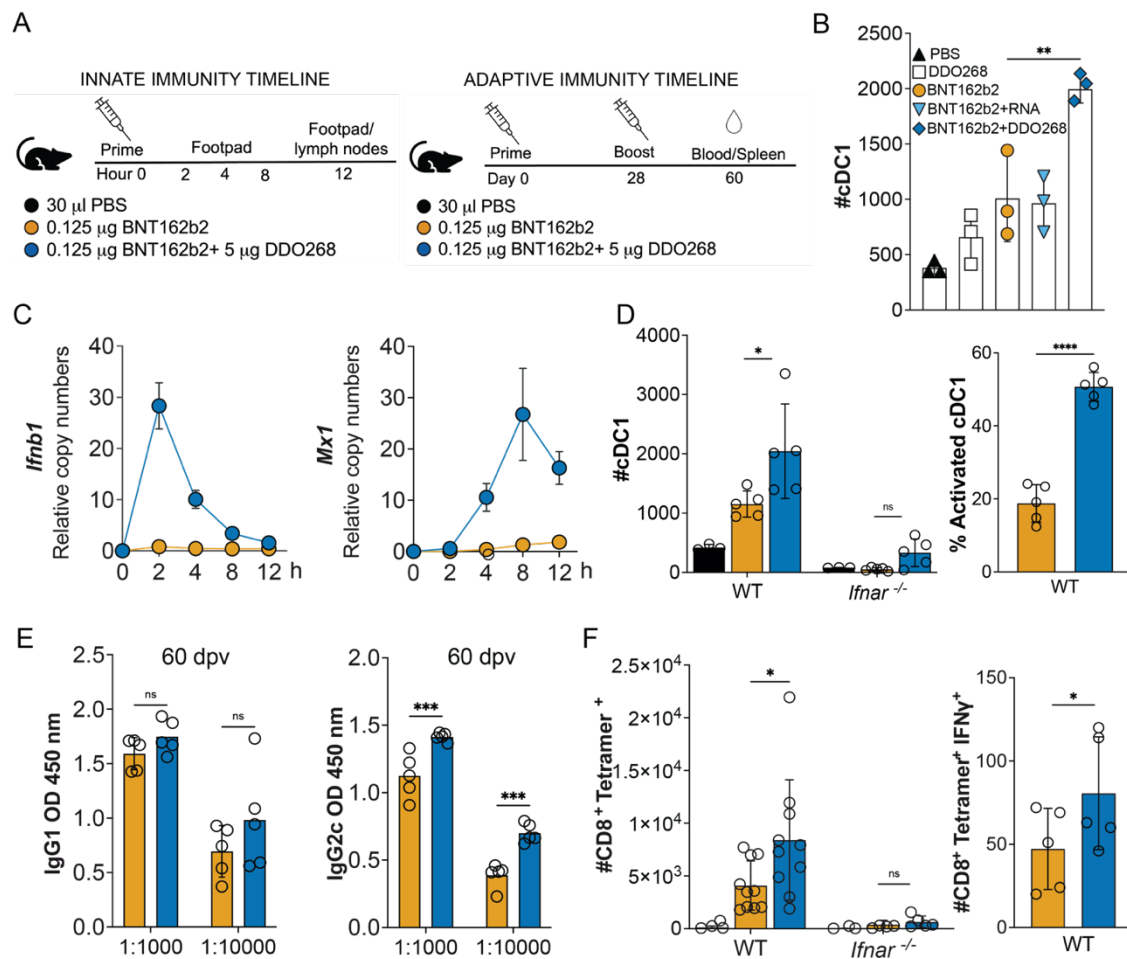 A
INNATE IMMUNITY TIMELINE
Footpad/
lymph nodes
Prime
Footpad
Hour 0
2
4
8
12
30 µl PBS
0.125 µg BNT162b2
0.125 µg BNT162b2+ 5 µg DDO268
ADAPTIVE IMMUNITY TIMELINE
Prime
Boost
Blood/Spleen
Day 0
28
60
30 µl PBS
0.125 µg BNT162b2
0.125 µg BNT162b2+ 5 µg DDO268
B
#cDC1
2500
2000
1500
1000
500
0
PBS
DDO268
BNT162b2
BNT162b2+RNA
BNT162b2+DDO268
**
C
Ifnb1
Relative copy numbers
40
30
20
10
0
0 2 4 8 12 h
Mx1
Relative copy numbers
40
30
20
10
0
0 2 4 8 12 h
D
#cDC1
4000
3000
2000
1000
0
*
ns
WT
Ifnar -/-
% Activated cDC1
60
40
20
0
****
WT
E
60 dpv
IgG1 OD 450 nm
2.0
1.5
1.0
0.5
0.0
ns
ns
1:1000
1:10000
60 dpv
IgG2c OD 450 nm
2.0
1.5
1.0
0.5
0.0
***
***
1:1000
1:10000
F
#CD8+ Tetramer +
2.5×10⁴
2×10⁴
1.5×10⁴
1×10⁴
5×10³
0
*
ns
WT
Ifnar -/-
#CD8+ Tetramer+ IFNγ+
150
100
50
0
*
WT